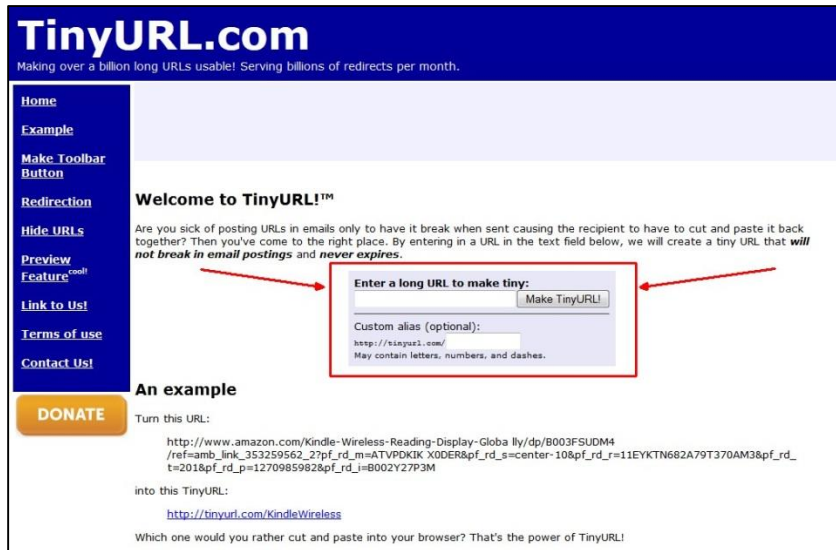 TinyURL.com
Making over a billion long URLs usable! Serving billions of redirects per month.
Home
Example
Make Toolbar
Button
Redirection
Hide URLs
Preview
Feature cool!
Link to Us!
Terms of use
Contact Us!
DONATE
Welcome to TinyURL!™
Are you sick of posting URLs in emails only to have it break when sent causing the recipient to have to cut and paste it back
together? Then you've come to the right place. By entering in a URL in the text field below, we will create a tiny URL that will
not break in email postings and never expires.
Enter a long URL to make tiny:
Make TinyURL!
Custom alias (optional):
http://tinyurl.com/
May contain letters, numbers, and dashes.
An example
Turn this URL:
http://www.amazon.com/Kindle-Wireless-Reading-Display-Globa lly/dp/B003FSUDM4
/ref=amb_link_353259562_2?pf_rd_m=ATVPDKIK X0DER&pf_rd_s=center-10&pf_rd_r=11EYKTN682A79T370AM3&pf_rd_
t=201&pf_rd_p=1270985982&pf_rd_i=B002Y27P3M
into this TinyURL:
http://tinyurl.com/KindleWireless
Which one would you rather cut and paste into your browser? That's the power of TinyURL!